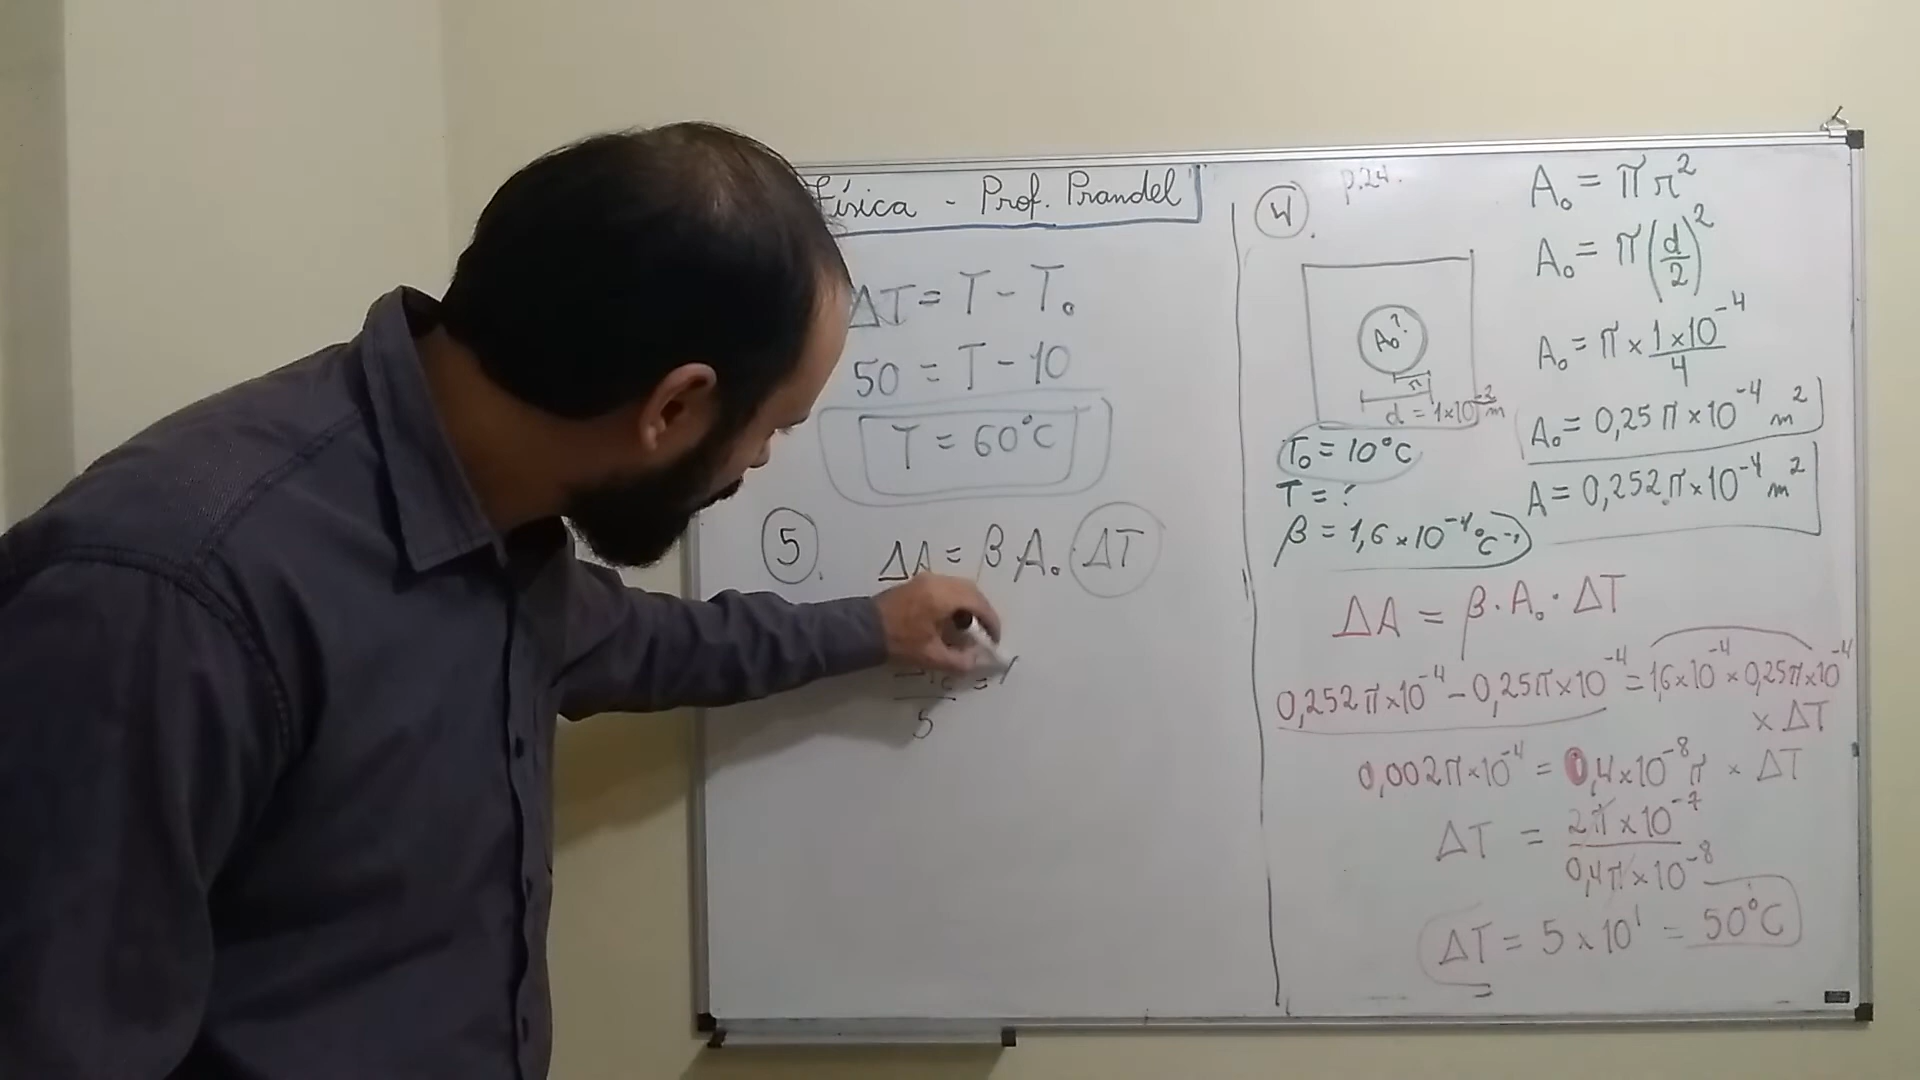 Física - Prof. Prandel
ΔT = T - T₀
50 = T - 10
T = 60°C
5. ΔA = β A₀ · ΔT
5
4. p.24.
A₀?
r
d = 1×10⁻² m
T₀ = 10°C
T = ?
β = 1,6×10⁻⁴ °C⁻¹
A₀ = π r²
A₀ = π(d/2)²
A₀ = π × 1×10⁻⁴/4
A₀ = 0,25 π × 10⁻⁴ m²
A = 0,252 π × 10⁻⁴ m²
ΔA = β · A₀ · ΔT
0,252π×10⁻⁴ - 0,25π×10⁻⁴ = 1,6×10⁻⁴ × 0,25π×10⁻⁴
× ΔT
0,002π×10⁻⁴ = 0,4×10⁻⁸ π × ΔT
ΔT = 2π×10⁻⁷/0,4π×10⁻⁸
ΔT = 5×10¹ = 50°C